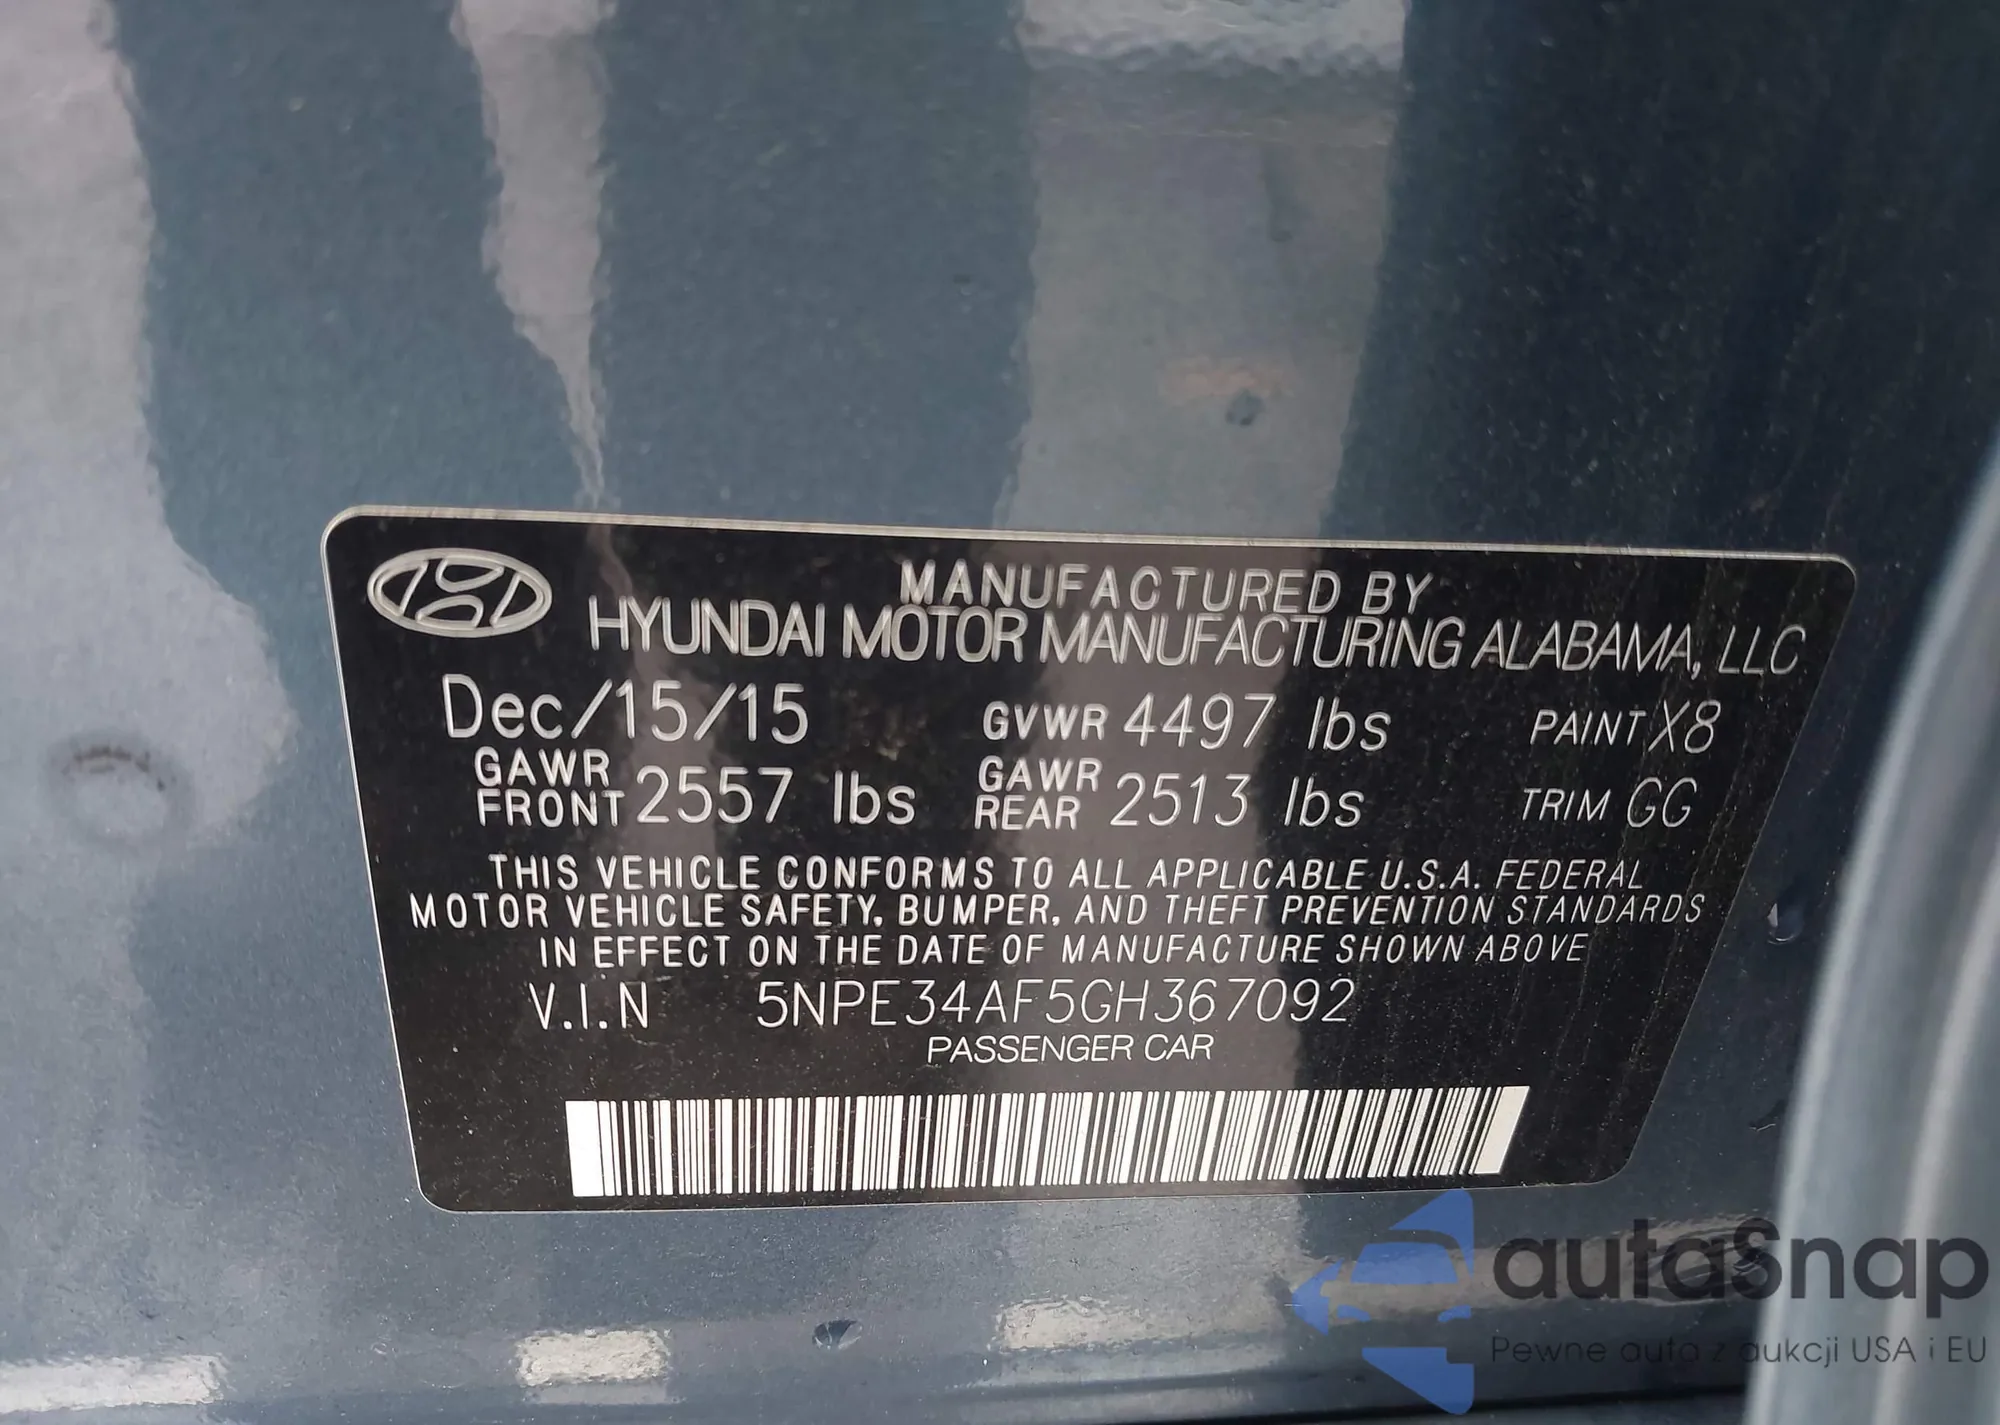 MANUFACTURED BY
HYUNDAI MOTOR MANUFACTURING ALABAMA, LLC
Dec/15/15 GVWR 4497 lbs PAINT X8
GAWR FRONT 2557 lbs GAWR REAR 2513 lbs TRIM GG
THIS VEHICLE CONFORMS TO ALL APPLICABLE U.S.A. FEDERAL
MOTOR VEHICLE SAFETY, BUMPER, AND THEFT PREVENTION STANDARDS
IN EFFECT ON THE DATE OF MANUFACTURE SHOWN ABOVE
V.I.N 5NPE34AF5GH367092
PASSENGER CAR
autaSnap
Pewne auta z aukcji USA i EU